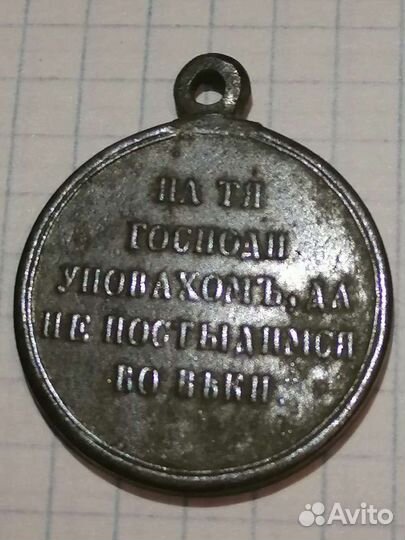 НА ТЯ
ГОСПОДИ
УПОВАХОМЪ, ДА
НЕ ПОСТЫДИМСЯ
ВО ВѢКИ.
Avito